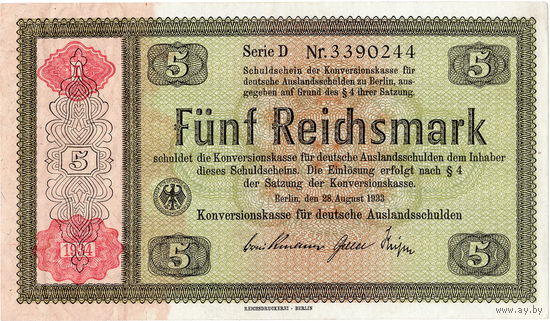 Serie D Nr. 3390244
5 5
Schuldschein der Konversionskasse für
deutsche Auslandsschulden zu Berlin, aus-
gegeben auf Grund des § 4 ihrer Satzung.
Fünf Reichsmark
5
schuldet die Konversionskasse für deutsche Auslandsschulden dem Inhaber
dieses Schuldscheins. Die Einlösung erfolgt nach § 4
der Satzung der Konversionskasse.
Berlin, den 28. August 1933
Konversionskasse für deutsche Auslandsschulden
1934
5 5
REICHSDRUCKEREI - BERLIN
www.ay.by